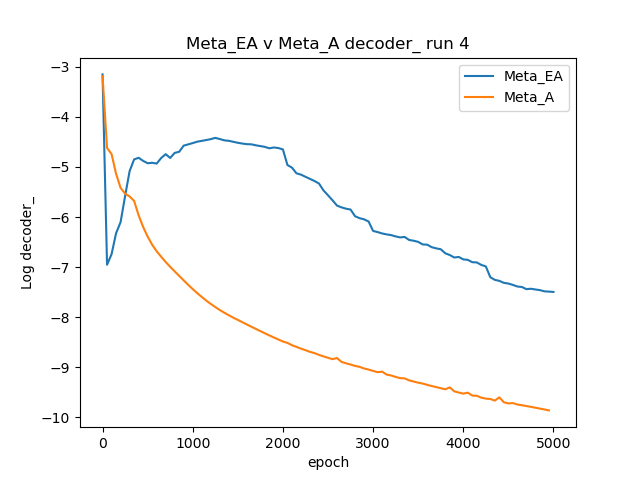 Meta_EA v Meta_A decoder_ run 4
Meta_EA
Meta_A
Log decoder_
−3
−4
−5
−6
−7
−8
−9
−10
0
1000
2000
3000
4000
5000
epoch